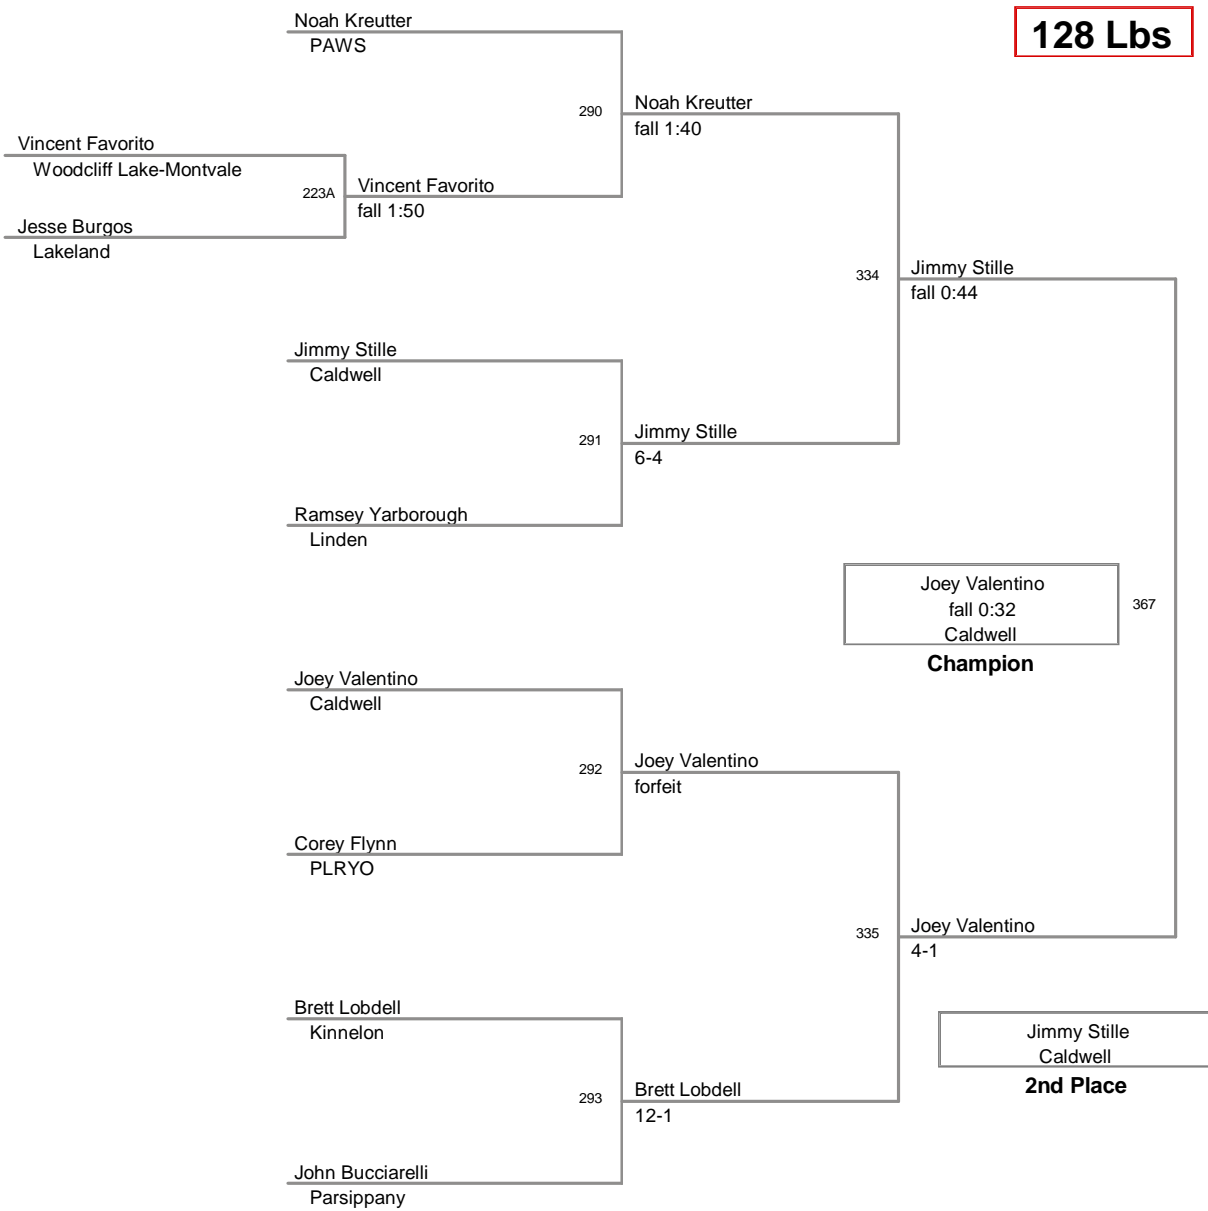 Noah Kreutter
PAWS
128 Lbs
290
Noah Kreutter
fall 1:40
Vincent Favorito
Woodcliff Lake-Montvale
223A
Vincent Favorito
fall 1:50
Jesse Burgos
Lakeland
334
Jimmy Stille
fall 0:44
Jimmy Stille
Caldwell
291
Jimmy Stille
6-4
Ramsey Yarborough
Linden
Joey Valentino
fall 0:32
Caldwell
367
Champion
Joey Valentino
Caldwell
292
Joey Valentino
forfeit
Corey Flynn
PLRYO
335
Joey Valentino
4-1
Brett Lobdell
Kinnelon
Jimmy Stille
Caldwell
2nd Place
293
Brett Lobdell
12-1
John Bucciarelli
Parsippany